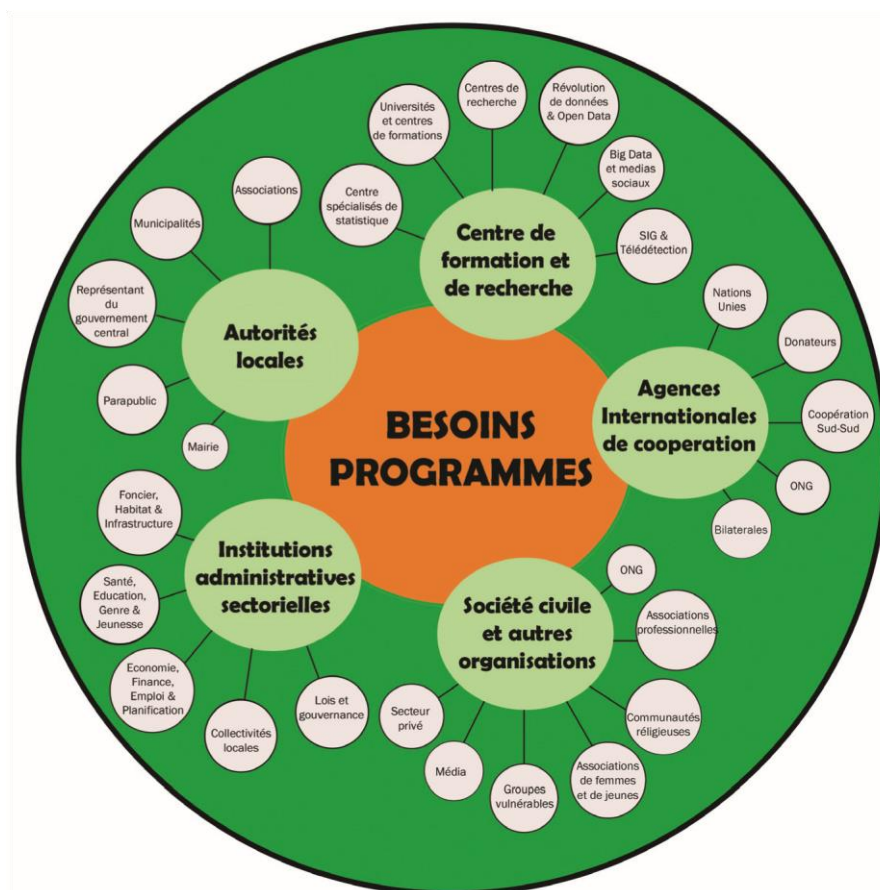 BESOINS
PROGRAMMES
Centre de
formation et
de recherche
Centre
spécialisés de
statistique
Universités
et centres
de formations
Centres de
recherche
Révolution
de données
& Open Data
Big Data
et medias
sociaux
SIG &
Télédétection
Agences
Internationales
de cooperation
Nations
Unies
Donateurs
Coopération
Sud-Sud
ONG
Bilaterales
Société civile
et autres
organisations
ONG
Associations
professionnelles
Communautés
réligieuses
Associations
de femmes
et de jeunes
Groupes
vulnérables
Média
Secteur
privé
Institutions
administratives
sectorielles
Lois et
gouvernance
Collectivités
locales
Economie,
Finance,
Emploi &
Planification
Santé,
Education,
Genre &
Jeunesse
Foncier,
Habitat &
Infrastructure
Autorités
locales
Mairie
Parapublic
Représentant
du
gouvernement
central
Municipalités
Associations